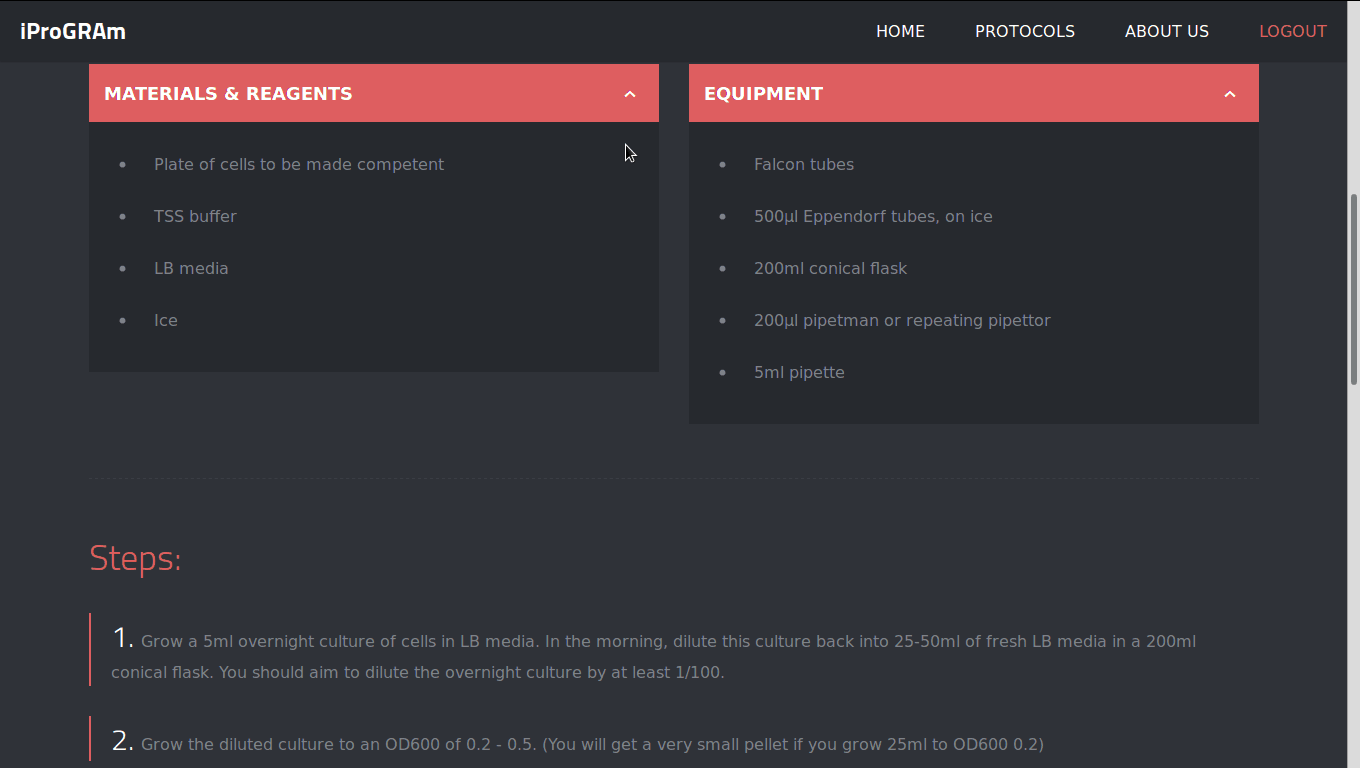 iProGRAm
HOME PROTOCOLS ABOUT US LOGOUT
MATERIALS & REAGENTS
• Plate of cells to be made competent
• TSS buffer
• LB media
• Ice
EQUIPMENT
• Falcon tubes
• 500µl Eppendorf tubes, on ice
• 200ml conical flask
• 200µl pipetman or repeating pipettor
• 5ml pipette
Steps:
1. Grow a 5ml overnight culture of cells in LB media. In the morning, dilute this culture back into 25-50ml of fresh LB media in a 200ml
conical flask. You should aim to dilute the overnight culture by at least 1/100.
2. Grow the diluted culture to an OD600 of 0.2 - 0.5. (You will get a very small pellet if you grow 25ml to OD600 0.2)